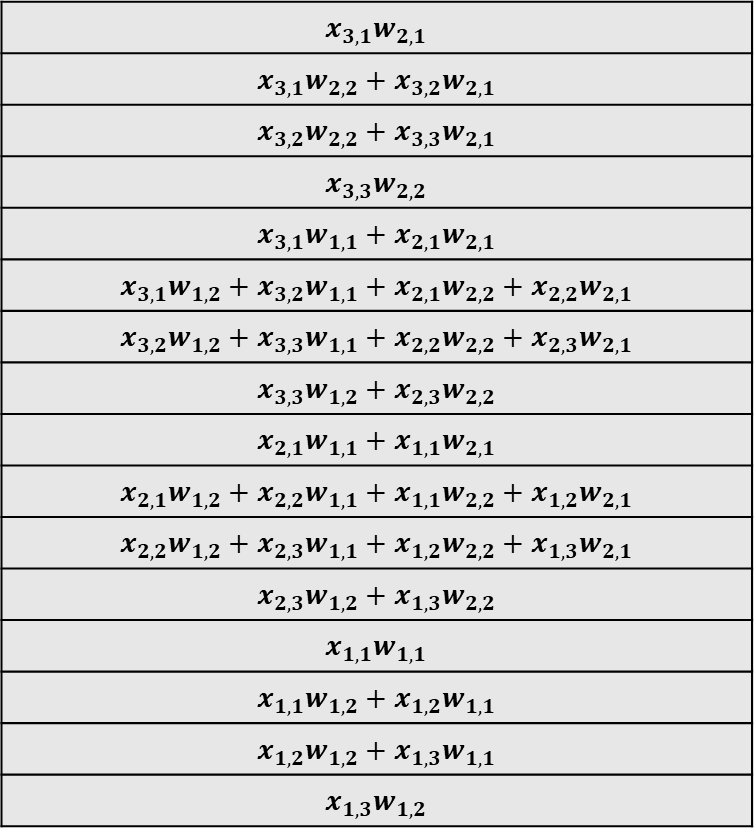 x3,1w2,1
x3,1w2,2 + x3,2w2,1
x3,2w2,2 + x3,3w2,1
x3,3w2,2
x3,1w1,1 + x2,1w2,1
x3,1w1,2 + x3,2w1,1 + x2,1w2,2 + x2,2w2,1
x3,2w1,2 + x3,3w1,1 + x2,2w2,2 + x2,3w2,1
x3,3w1,2 + x2,3w2,2
x2,1w1,1 + x1,1w2,1
x2,1w1,2 + x2,2w1,1 + x1,1w2,2 + x1,2w2,1
x2,2w1,2 + x2,3w1,1 + x1,2w2,2 + x1,3w2,1
x2,3w1,2 + x1,3w2,2
x1,1w1,1
x1,1w1,2 + x1,2w1,1
x1,2w1,2 + x1,3w1,1
x1,3w1,2